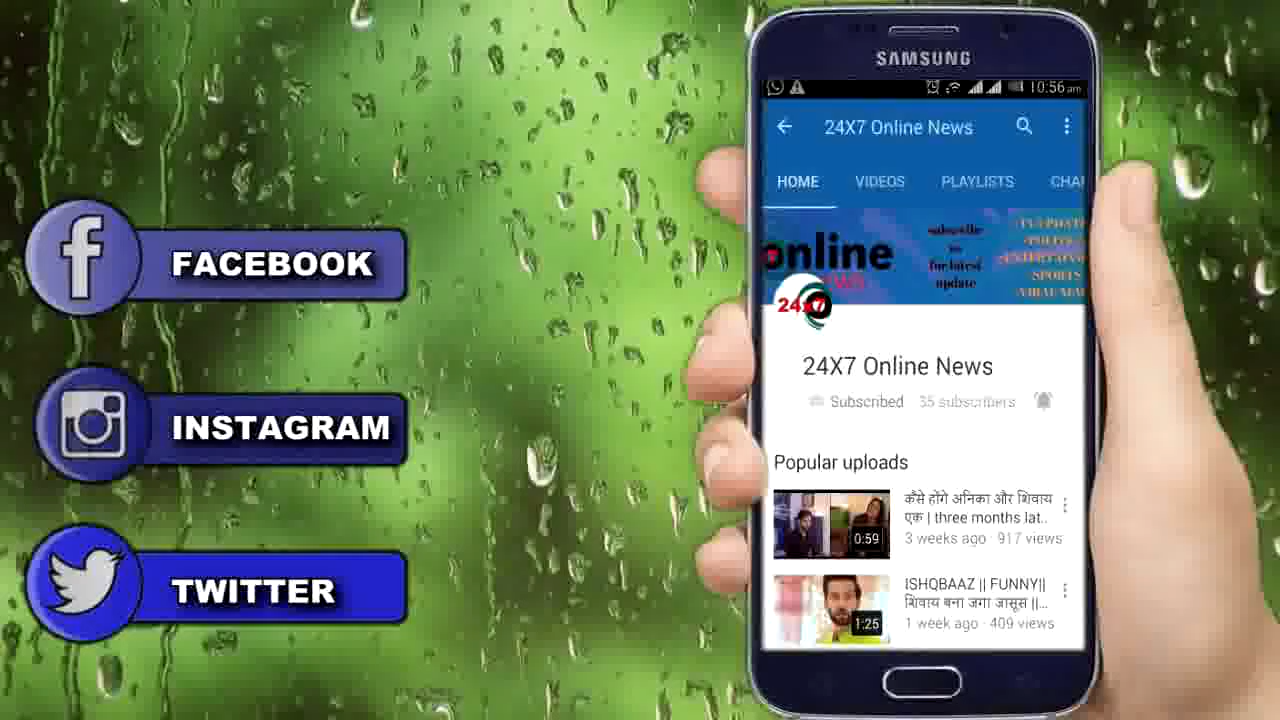 FACEBOOK
INSTAGRAM
TWITTER
SAMSUNG
10:56 am
24X7 Online News
HOME VIDEOS PLAYLISTS CHA
online
subscribe
for latest
update
SPORTS
24x7
24X7 Online News
Subscribed 35 subscribers
Popular uploads
कैसे होंगे अनिका और शिवाय
एक | three months lat..
0:59
3 weeks ago · 917 views
ISHQBAAZ || FUNNY||
शिवाय बना जगा जासूस ||...
1:25
1 week ago · 409 views